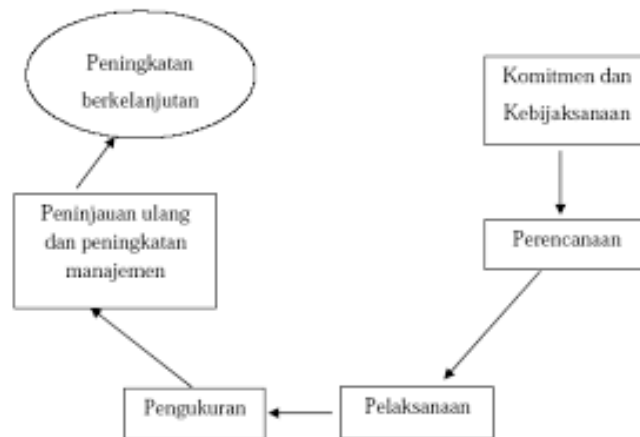 Peningkatan
berkelanjutan
Komitmen dan
Kebijaksanaan
Peninjauan ulang
dan peningkatan
manajemen
Perencanaan
Pengukuran
Pelaksanaan